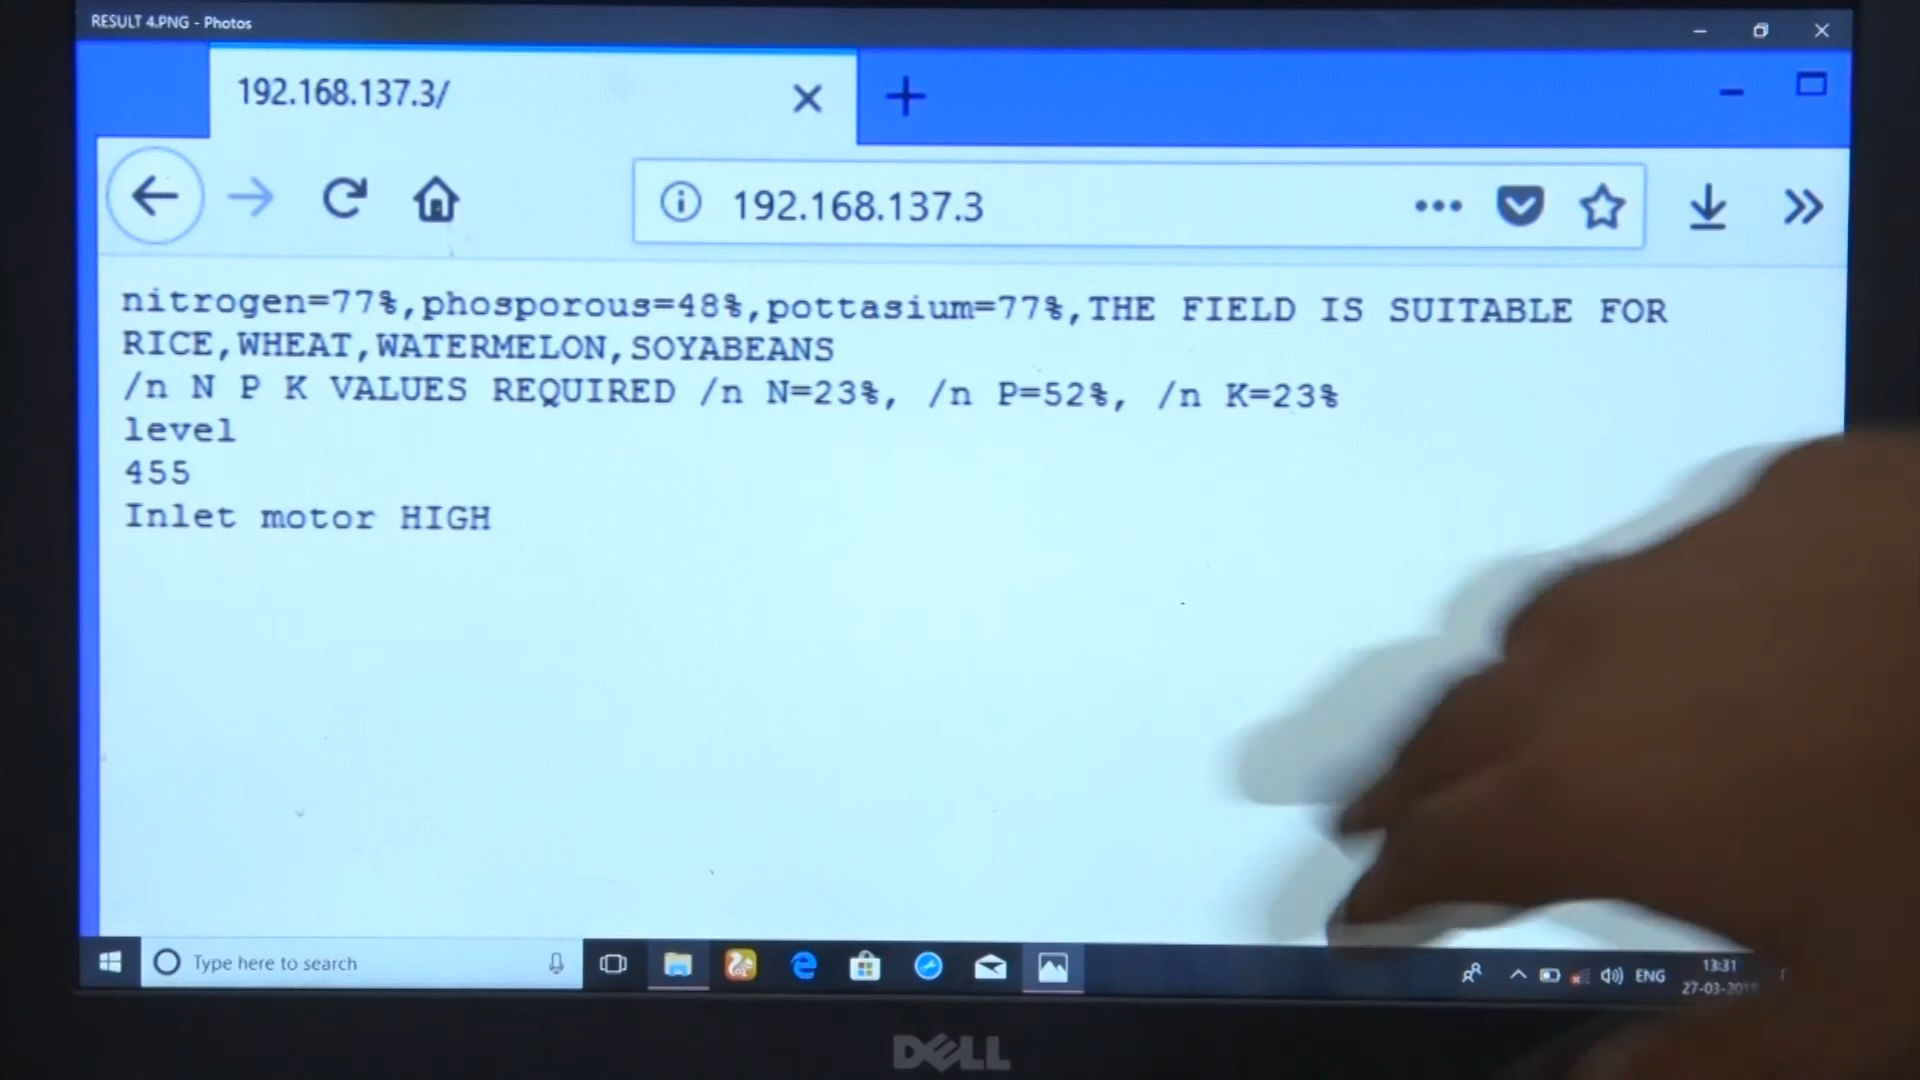 RESULT 4.PNG - Photos
192.168.137.3/
192.168.137.3
nitrogen=77%,phosporous=48%,pottasium=77%,THE FIELD IS SUITABLE FOR
RICE,WHEAT,WATERMELON,SOYABEANS
/n N P K VALUES REQUIRED /n N=23%, /n P=52%, /n K=23%
level
455
Inlet motor HIGH
Type here to search
ENG
13:31
27-03-
DELL